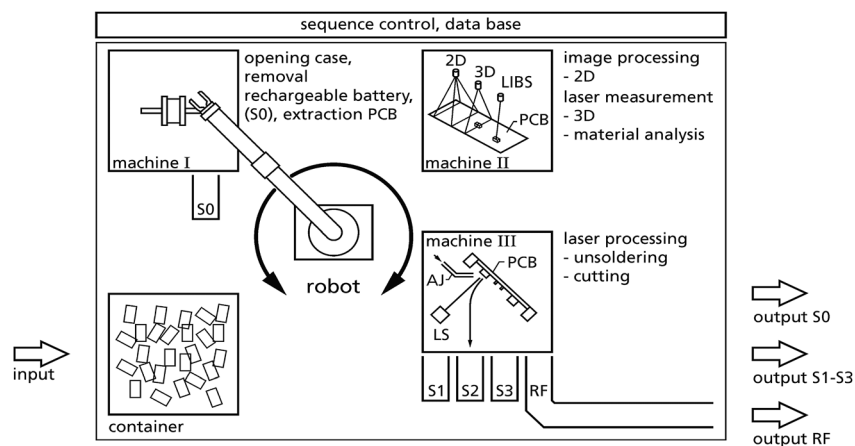 sequence control, data base
opening case,
removal
rechargeable battery,
(S0), extraction PCB
machine I
S0
2D
3D
LIBS
PCB
machine II
image processing
- 2D
laser measurement
- 3D
- material analysis
robot
machine III
PCB
AJ
LS
laser processing
- unsoldering
- cutting
S1
S2
S3
RF
container
input
output S0
output S1-S3
output RF